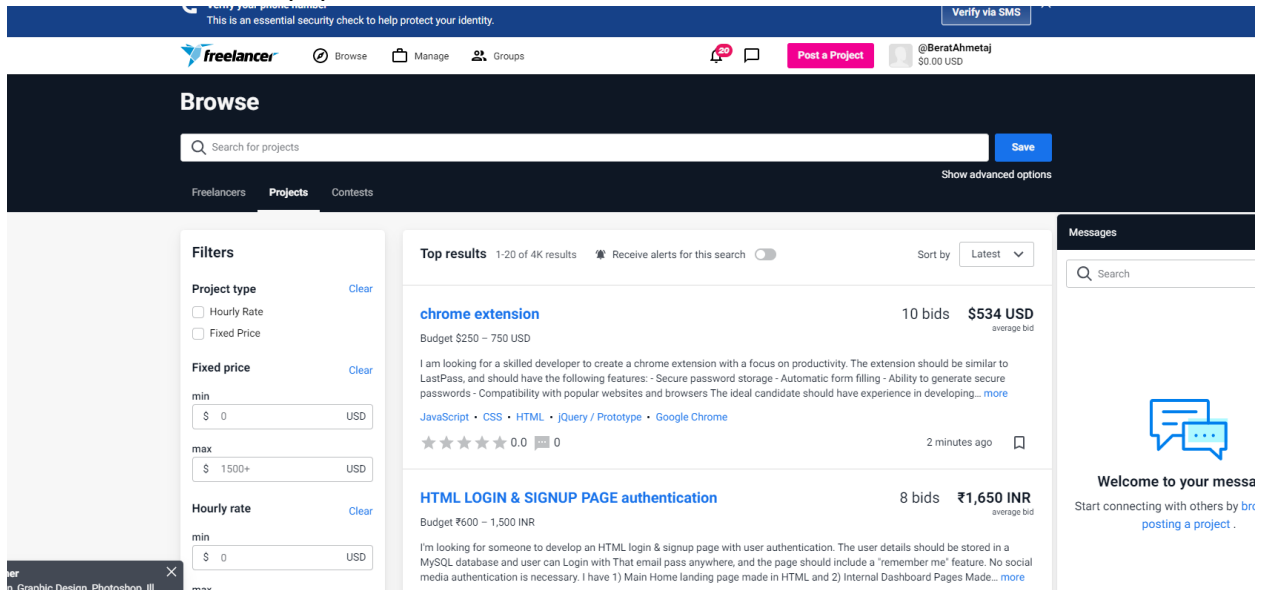 Verify your phone number
This is an essential security check to help protect your identity.
Verify via SMS
freelancer
Browse
Manage
Groups
20
Post a Project
@BeratAhmetaj
$0.00 USD
Browse
Search for projects
Save
Show advanced options
Freelancers
Projects
Contests
Filters
Project type
Clear
Hourly Rate
Fixed Price
Fixed price
Clear
min
$ 0 USD
max
$ 1500+ USD
Hourly rate
Clear
min
$ 0 USD
max
Top results 1-20 of 4K results
Receive alerts for this search
Sort by Latest
chrome extension
10 bids $534 USD
average bid
Budget $250 – 750 USD
I am looking for a skilled developer to create a chrome extension with a focus on productivity. The extension should be similar to
LastPass, and should have the following features: - Secure password storage - Automatic form filling - Ability to generate secure
passwords - Compatibility with popular websites and browsers The ideal candidate should have experience in developing... more
JavaScript • CSS • HTML • jQuery / Prototype • Google Chrome
0.0 0
2 minutes ago
HTML LOGIN & SIGNUP PAGE authentication
8 bids ₹1,650 INR
average bid
Budget ₹600 – 1,500 INR
I'm looking for someone to develop an HTML login & signup page with user authentication. The user details should be stored in a
MySQL database and user can Login with That email pass anywhere, and the page should include a "remember me" feature. No social
media authentication is necessary. I have 1) Main Home landing page made in HTML and 2) Internal Dashboard Pages Made... more
Messages
Search
Welcome to your messa
Start connecting with others by bro
posting a project .
ner
n, Graphic Design, Photoshop, Ill